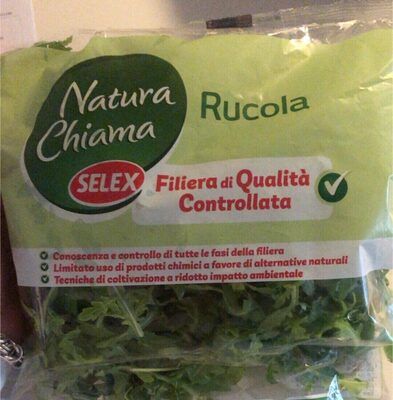 Natura
Chiama
Rucola
SELEX
Filiera di Qualità
Controllata
Conoscenza e controllo di tutte le fasi della filiera
Limitato uso di prodotti chimici a favore di alternative naturali
Tecniche di coltivazione a ridotto impatto ambientale